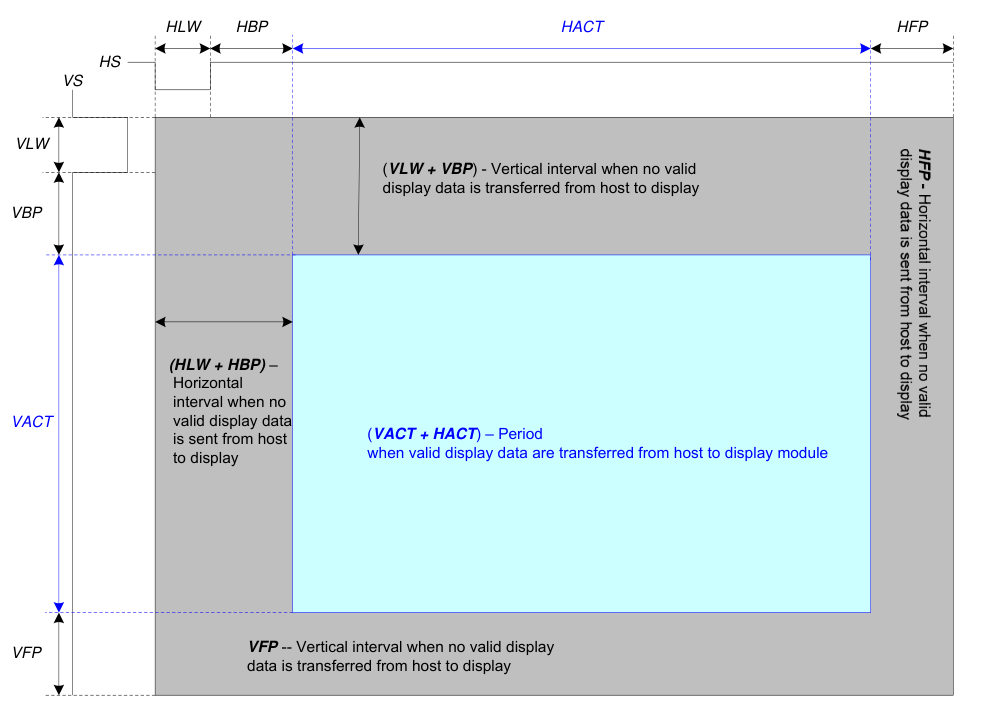 HLW
HBP
HACT
HFP
HS
VS
VLW
VBP
VACT
VFP
(VLW + VBP) - Vertical interval when no valid
display data is transferred from host to display
HFP - Horizontal interval when no valid
display data is sent from host to display
(HLW + HBP) –
Horizontal
interval when no
valid display data
is sent from host
to display
(VACT + HACT) – Period
when valid display data are transferred from host to display module
VFP -- Vertical interval when no valid display
data is transferred from host to display